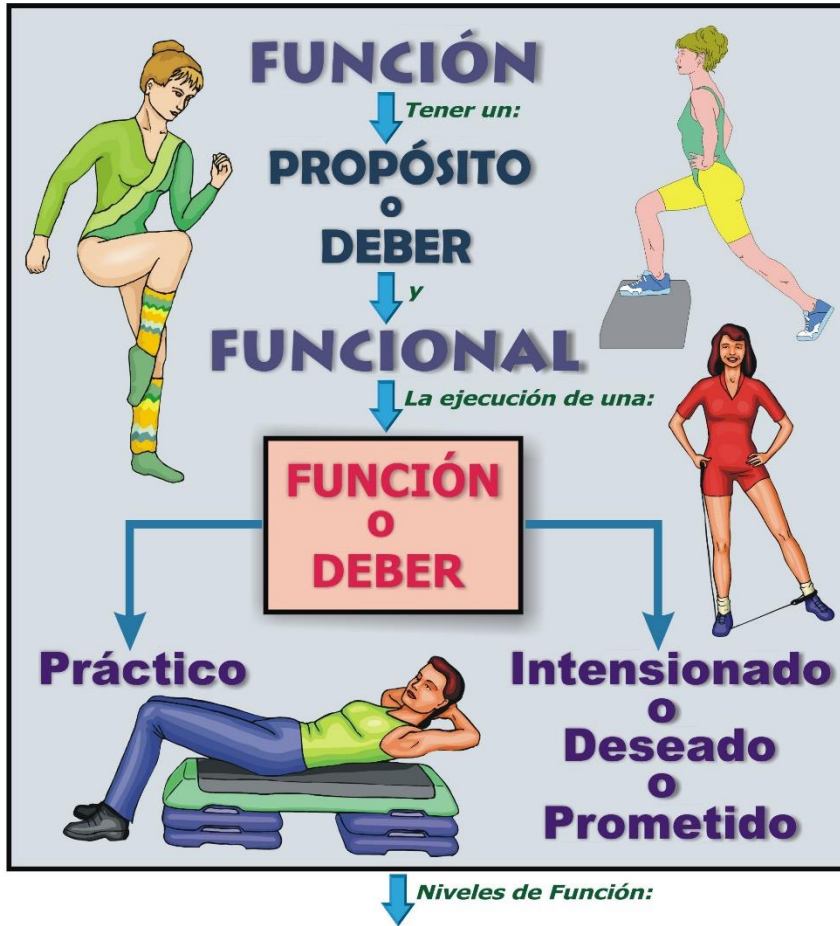 FUNCIÓN
Tener un:
PROPÓSITO
o
DEBER
y
FUNCIONAL
La ejecución de una:
FUNCIÓN
o
DEBER
Práctico
Intensionado
o
Deseado
o
Prometido
Niveles de Función: